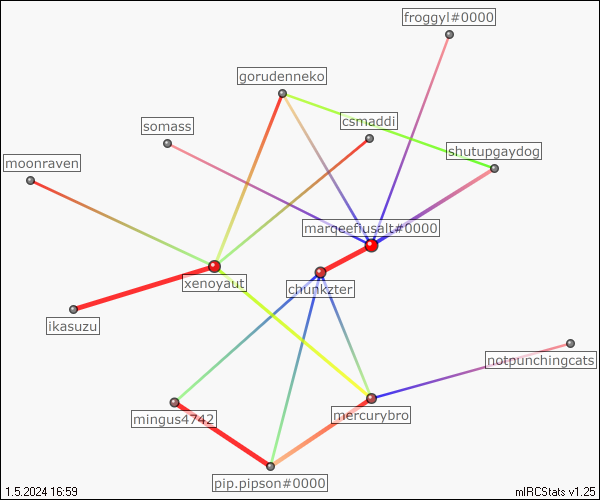 froggyl#0000
gorudenneko
csmaddi
somass
shutupgaydog
moonraven
marqeefiusalt#0000
xenoyaut
chunkzter
ikasuzu
notpunchingcats
mingus4742
mercurybro
pip.pipson#0000
1.5.2024 16:59
mIRCStats v1.25